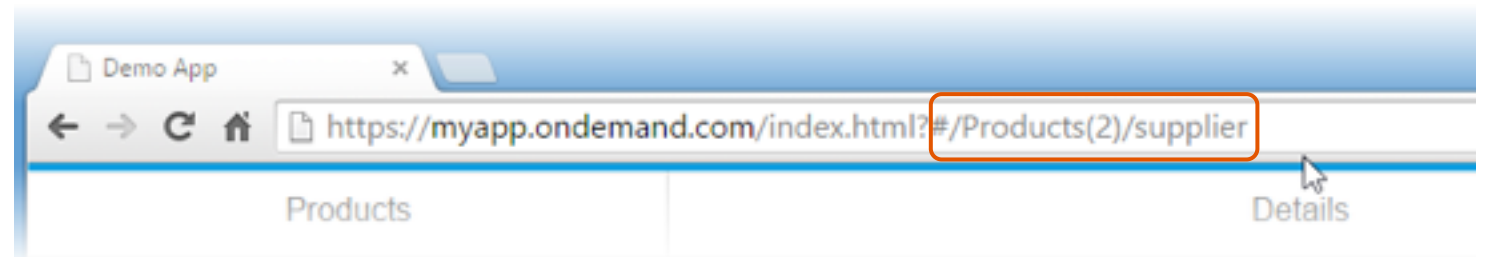 Demo App
https://myapp.ondemand.com/index.html?#/Products(2)/supplier
Products Details